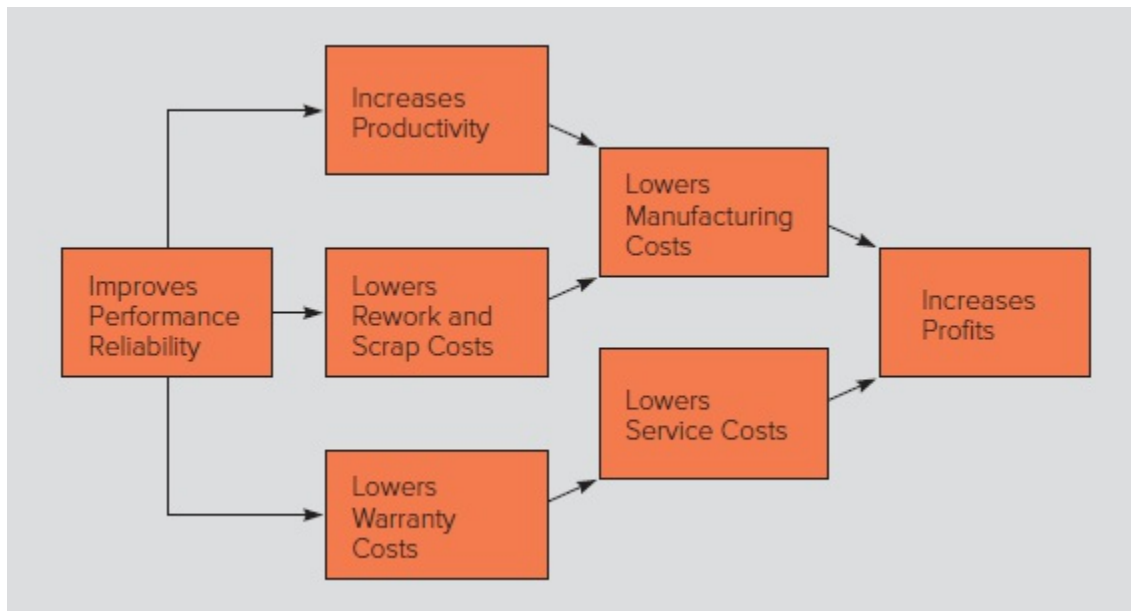 Increases
Productivity
Lowers
Manufacturing
Costs
Improves
Performance
Reliability
Lowers
Rework and
Scrap Costs
Increases
Profits
Lowers
Service Costs
Lowers
Warranty
Costs